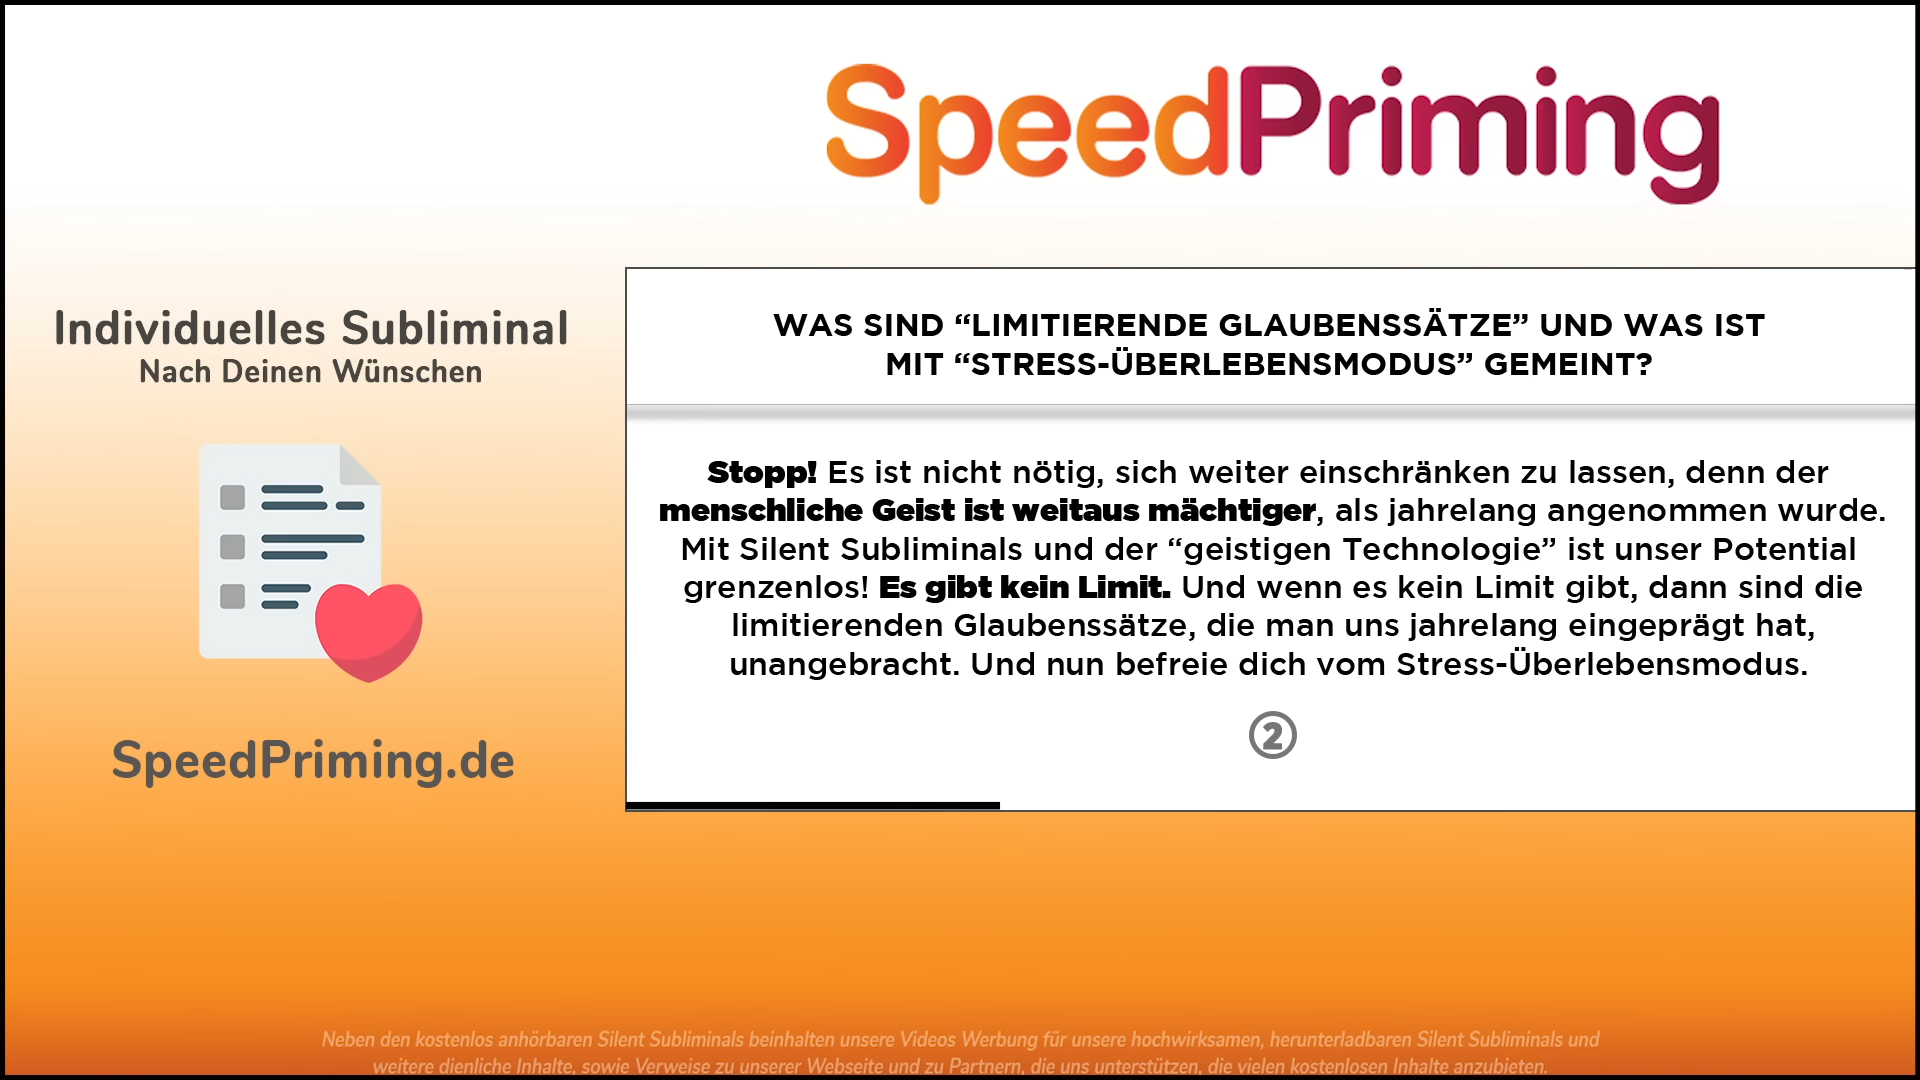 SpeedPriming
Individuelles Subliminal
Nach Deinen Wünschen
SpeedPriming.de
WAS SIND “LIMITIERENDE GLAUBENSSÄTZE” UND WAS IST
MIT “STRESS-ÜBERLEBENSMODUS” GEMEINT?
Stopp! Es ist nicht nötig, sich weiter einschränken zu lassen, denn der
menschliche Geist ist weitaus mächtiger, als jahrelang angenommen wurde.
Mit Silent Subliminals und der “geistigen Technologie” ist unser Potential
grenzenlos! Es gibt kein Limit. Und wenn es kein Limit gibt, dann sind die
limitierenden Glaubenssätze, die man uns jahrelang eingeprägt hat,
unangebracht. Und nun befreie dich vom Stress-Überlebensmodus.
2
Neben den kostenlos anhörbaren Silent Subliminals beinhalten unsere Videos Werbung für unsere hochwirksamen, herunterladbaren Silent Subliminals und
weitere dienliche Inhalte, sowie Verweise zu unserer Webseite und zu Partnern, die uns unterstützen, die vielen kostenlosen Inhalte anzubieten.